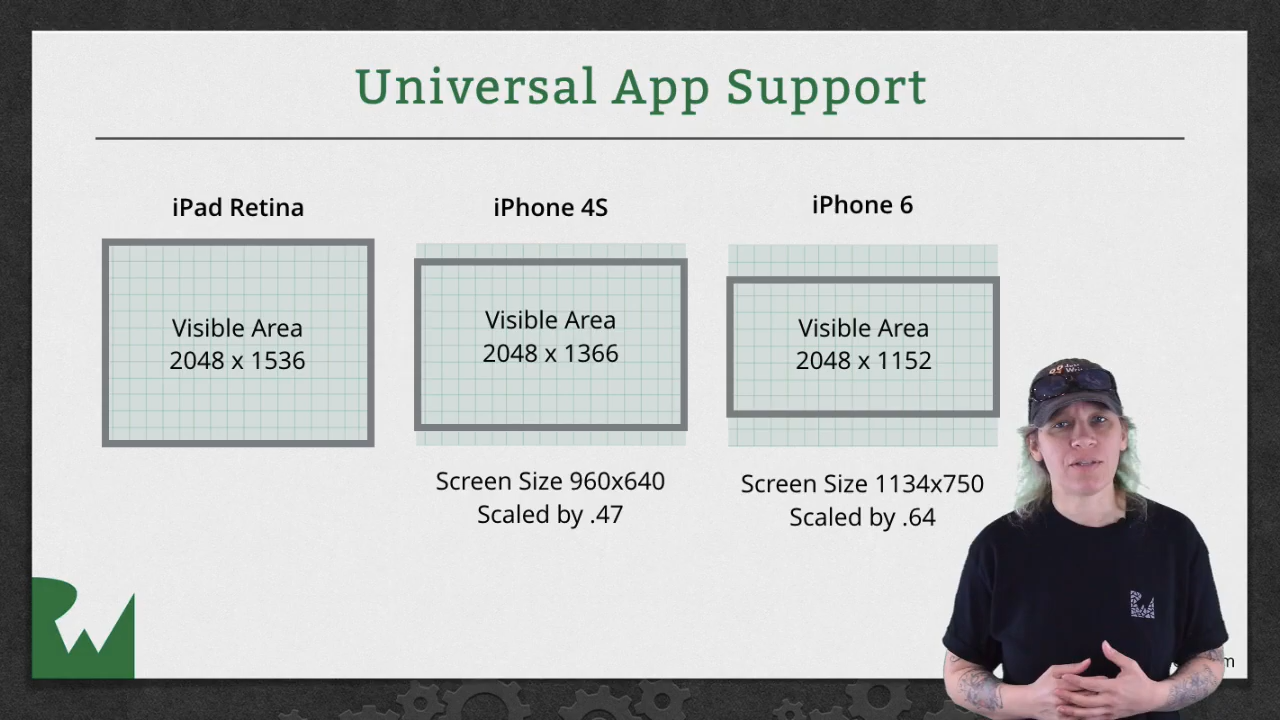 Universal App Support
iPad Retina
iPhone 4S
iPhone 6
Visible Area
2048 x 1536
Visible Area
2048 x 1366
Visible Area
2048 x 1152
Screen Size 960x640
Scaled by .47
Screen Size 1134x750
Scaled by .64
RW